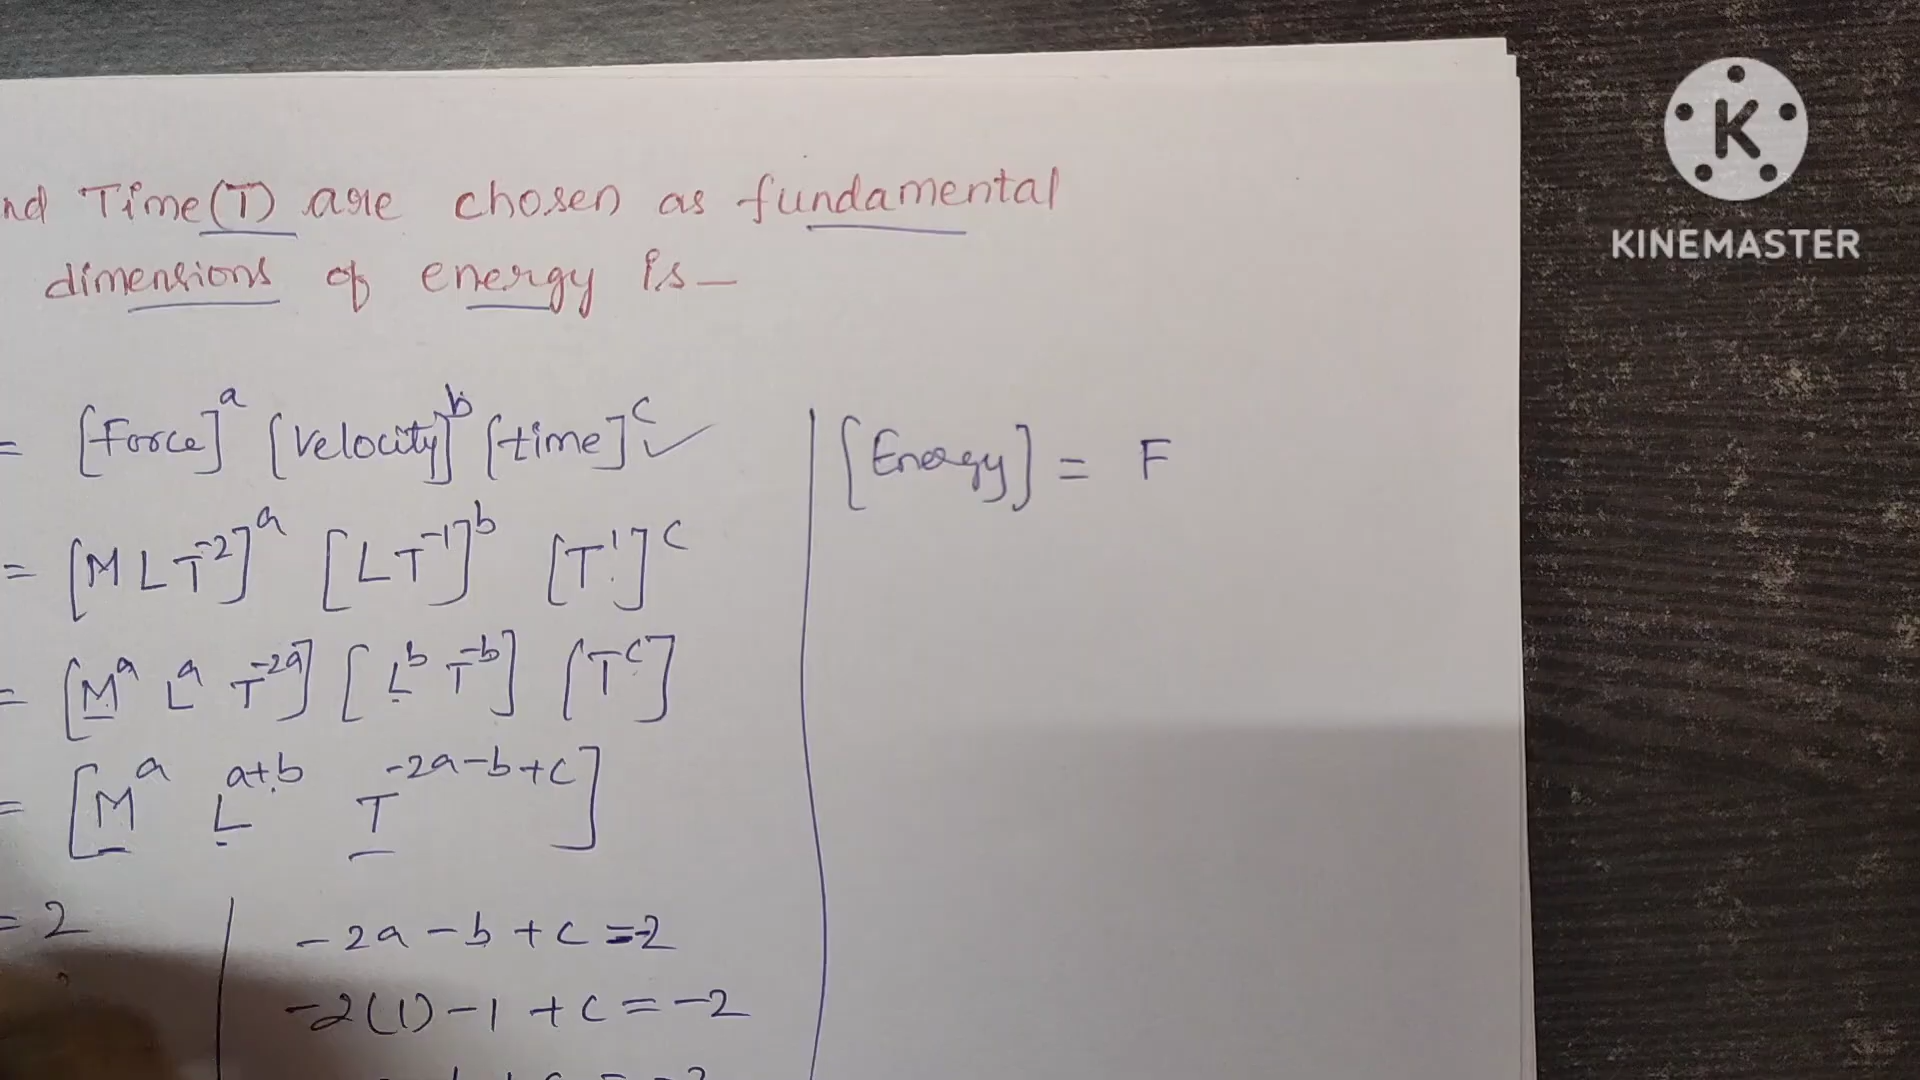 nd Time(T) are chosen as fundamental
dimensions of energy is—
= [Force]^a [Velocity]^b [time]^c ✓
= [M L T^-2]^a [L T^-1]^b [T^1]^c
= [M^a L^a T^-2a] [L^b T^-b] [T^c]
= [M^a L^a+b T^-2a-b+c]
= 2
-2a - b + c = -2
-2(1) - 1 + c = -2
[Energy] = F
K
KINEMASTER